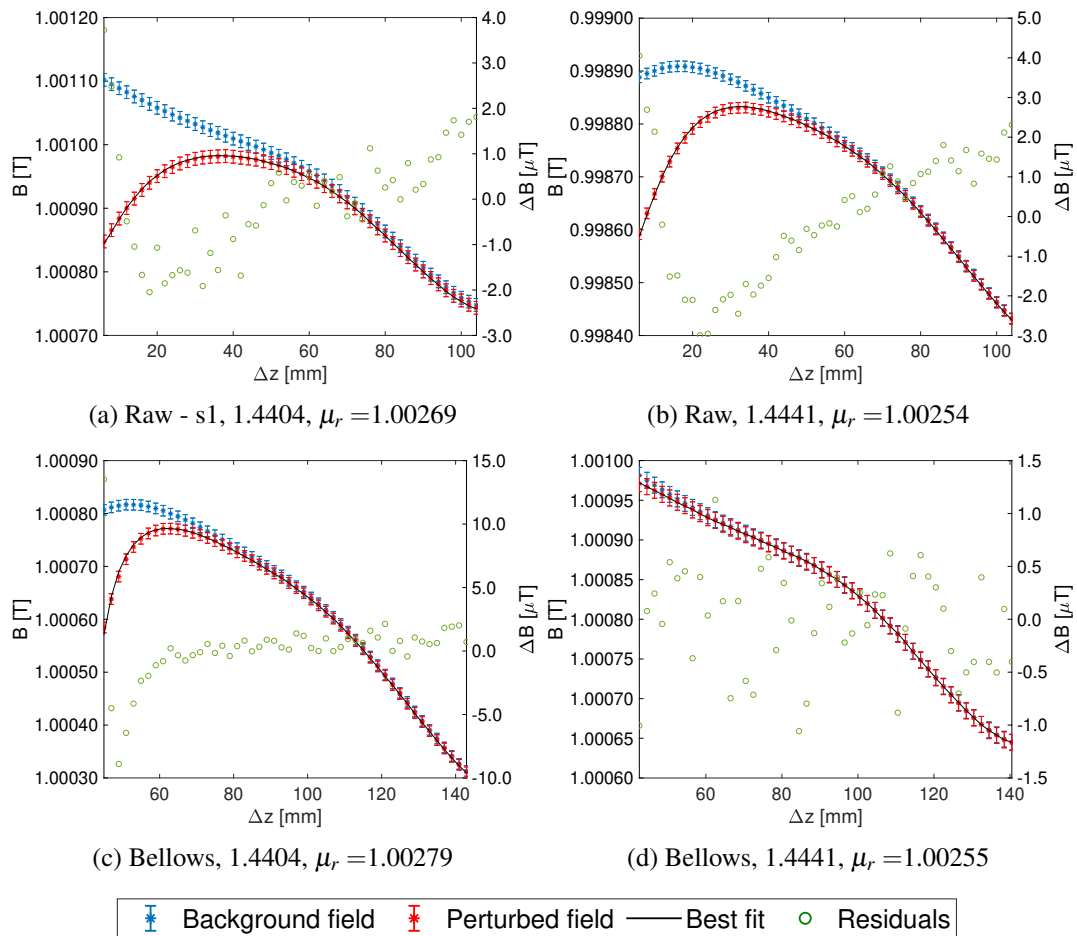 1.00120
1.00110
1.00100
1.00090
1.00080
1.00070
B [T]
4.0
3.0
2.0
1.0
0.0
-1.0
-2.0
-3.0
ΔB [μT]
20 40 60 80 100
Δz [mm]
(a) Raw - s1, 1.4404, μr =1.00269
0.99900
0.99890
0.99880
0.99870
0.99860
0.99850
0.99840
B [T]
5.0
4.0
3.0
2.0
1.0
0.0
-1.0
-2.0
-3.0
ΔB [μT]
20 40 60 80 100
Δz [mm]
(b) Raw, 1.4441, μr =1.00254
1.00090
1.00080
1.00070
1.00060
1.00050
1.00040
1.00030
B [T]
15.0
10.0
5.0
0.0
-5.0
-10.0
ΔB [μT]
60 80 100 120 140
Δz [mm]
(c) Bellows, 1.4404, μr =1.00279
1.00100
1.00095
1.00090
1.00085
1.00080
1.00075
1.00070
1.00065
1.00060
B [T]
1.5
1.0
0.5
0.0
-0.5
-1.0
-1.5
ΔB [μT]
60 80 100 120 140
Δz [mm]
(d) Bellows, 1.4441, μr =1.00255
Background field Perturbed field Best fit Residuals